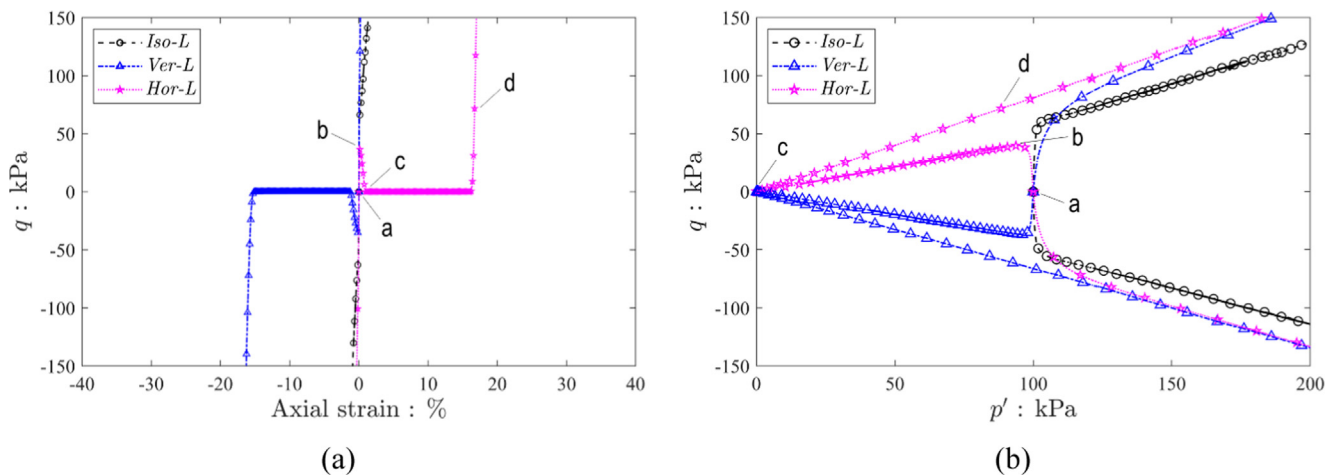 150
100
50
0
-50
-100
-150
q : kPa
Iso-L
Ver-L
Hor-L
b
c
d
a
-40 -30 -20 -10 0 10 20 30 40
Axial strain : %
(a)
150
100
50
0
-50
-100
-150
q : kPa
Iso-L
Ver-L
Hor-L
d
b
c
a
0 50 100 150 200
p′ : kPa
(b)